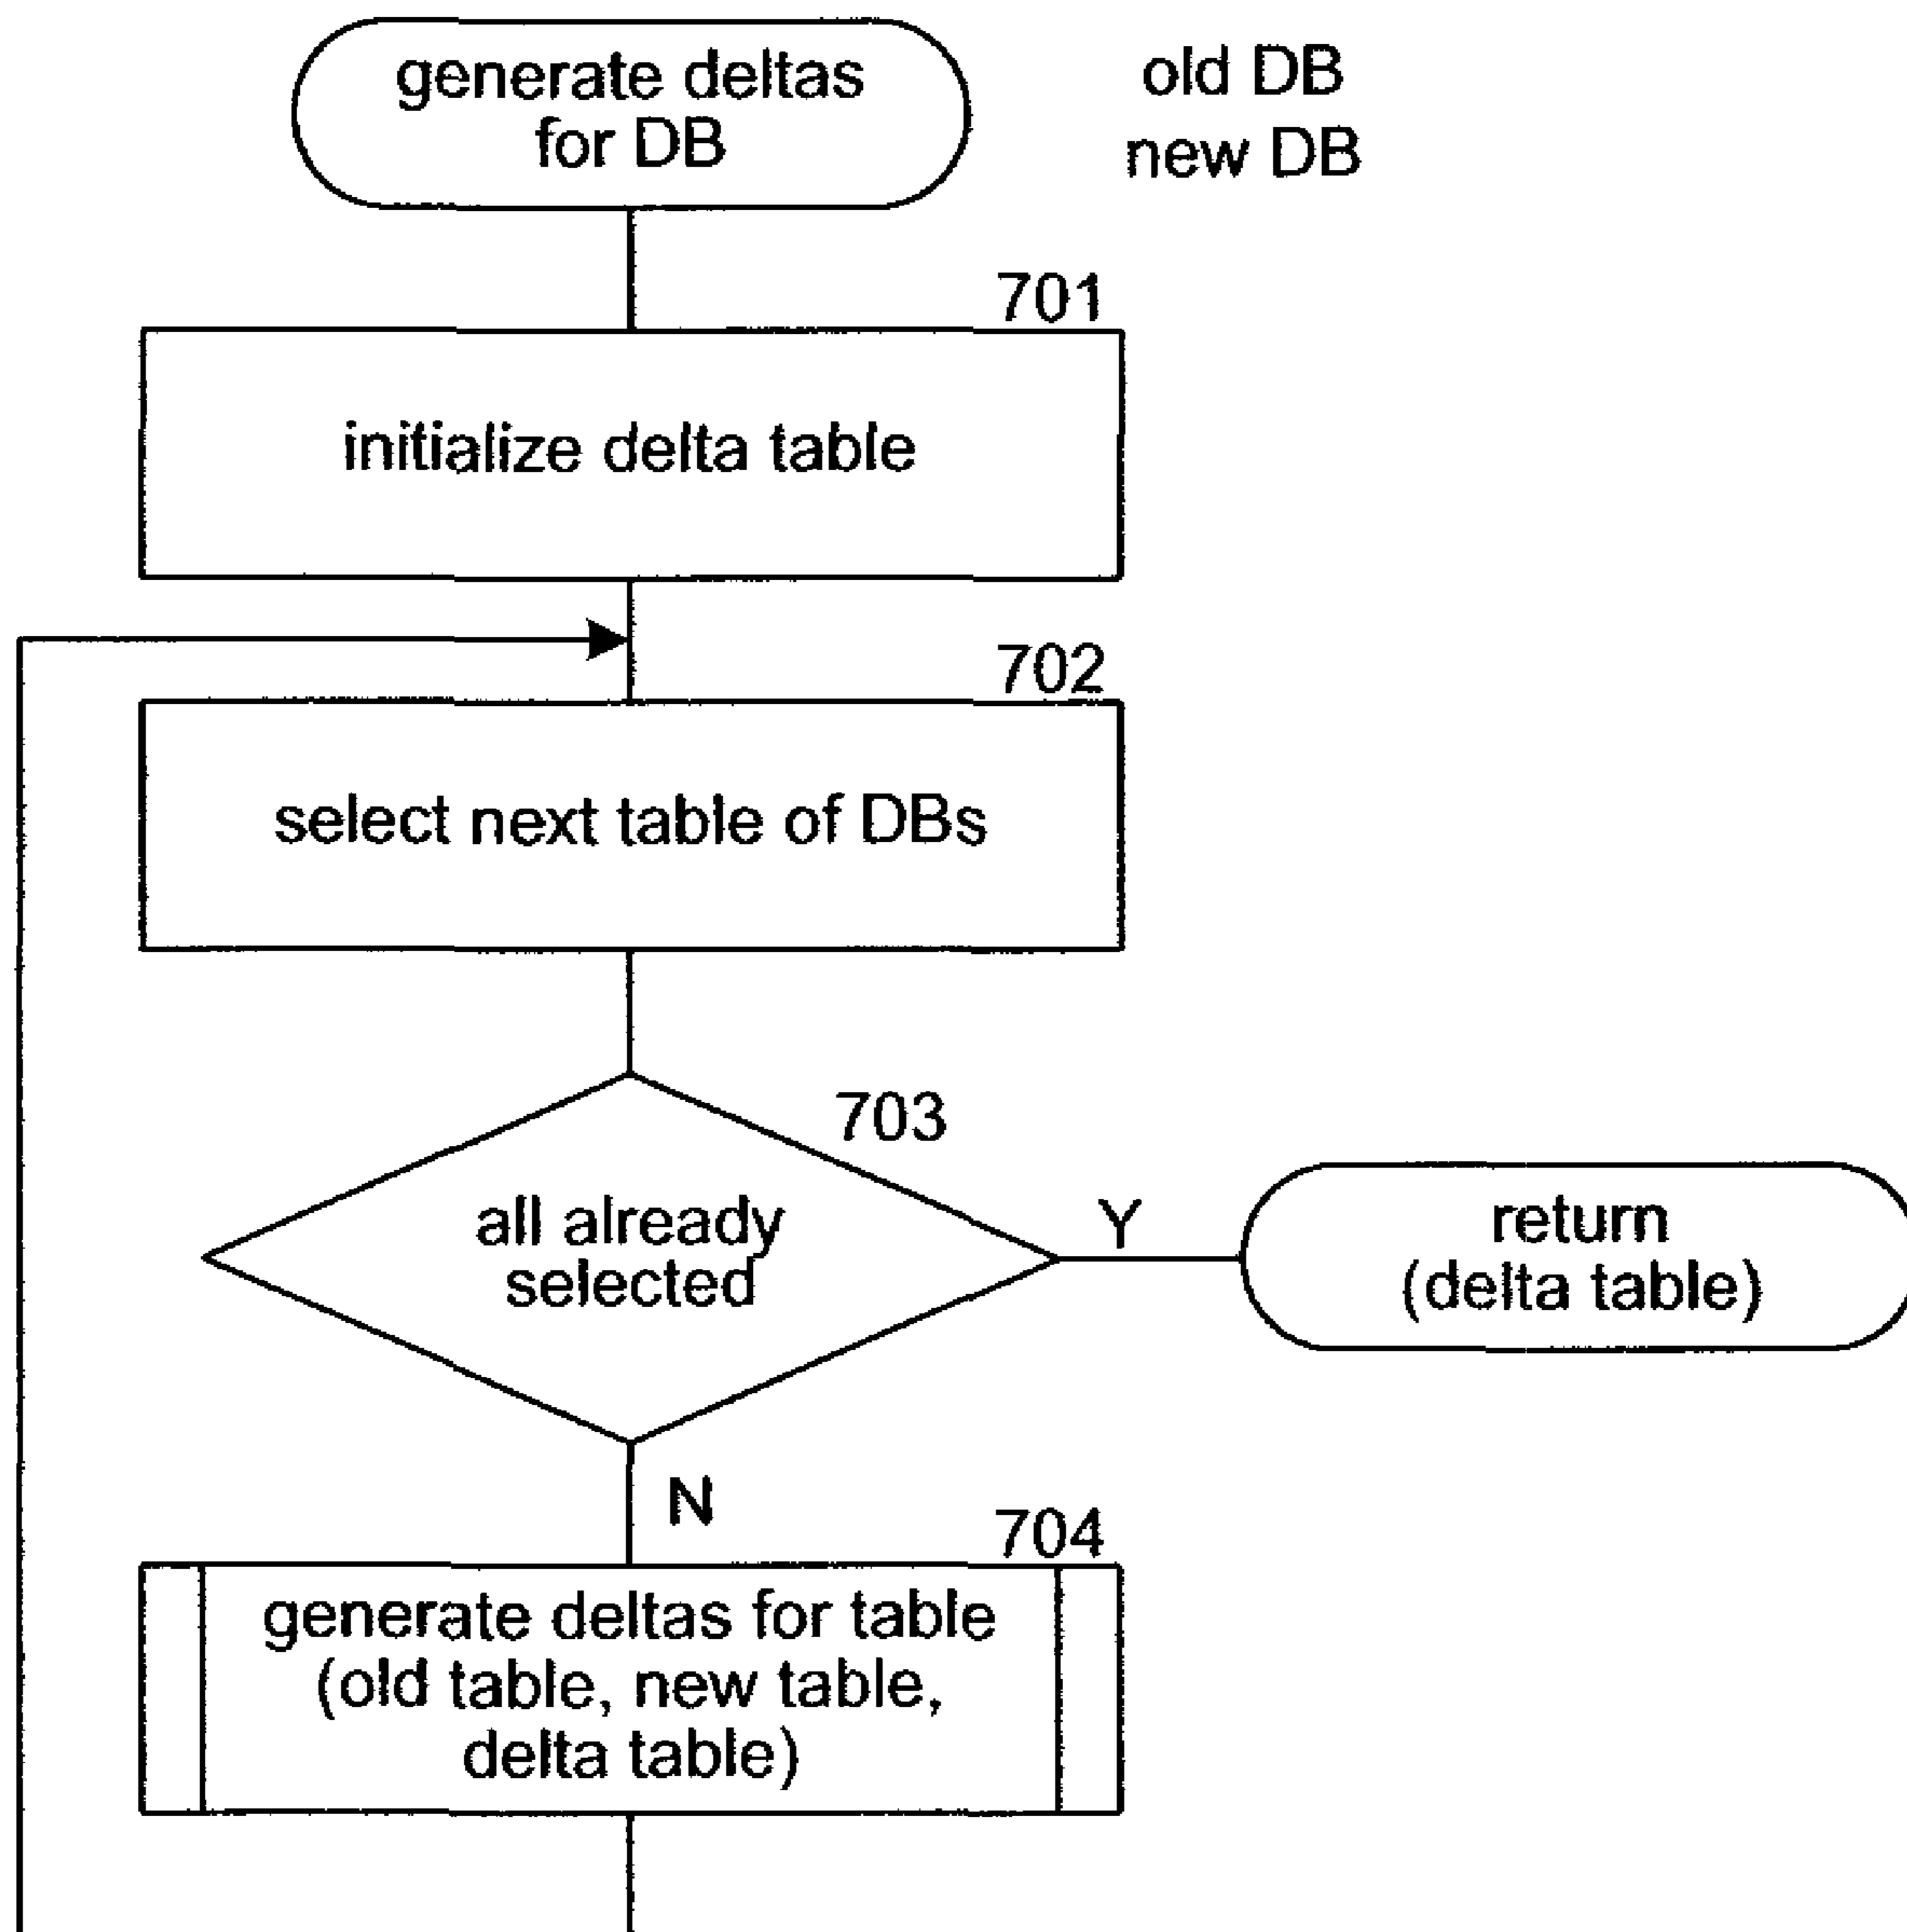 generate deltas
for DB
old DB
new DB
701
initialize delta table
702
select next table of DBs
703
all already
selected
Y
return
(delta table)
N
704
generate deltas for table
(old table, new table,
delta table)